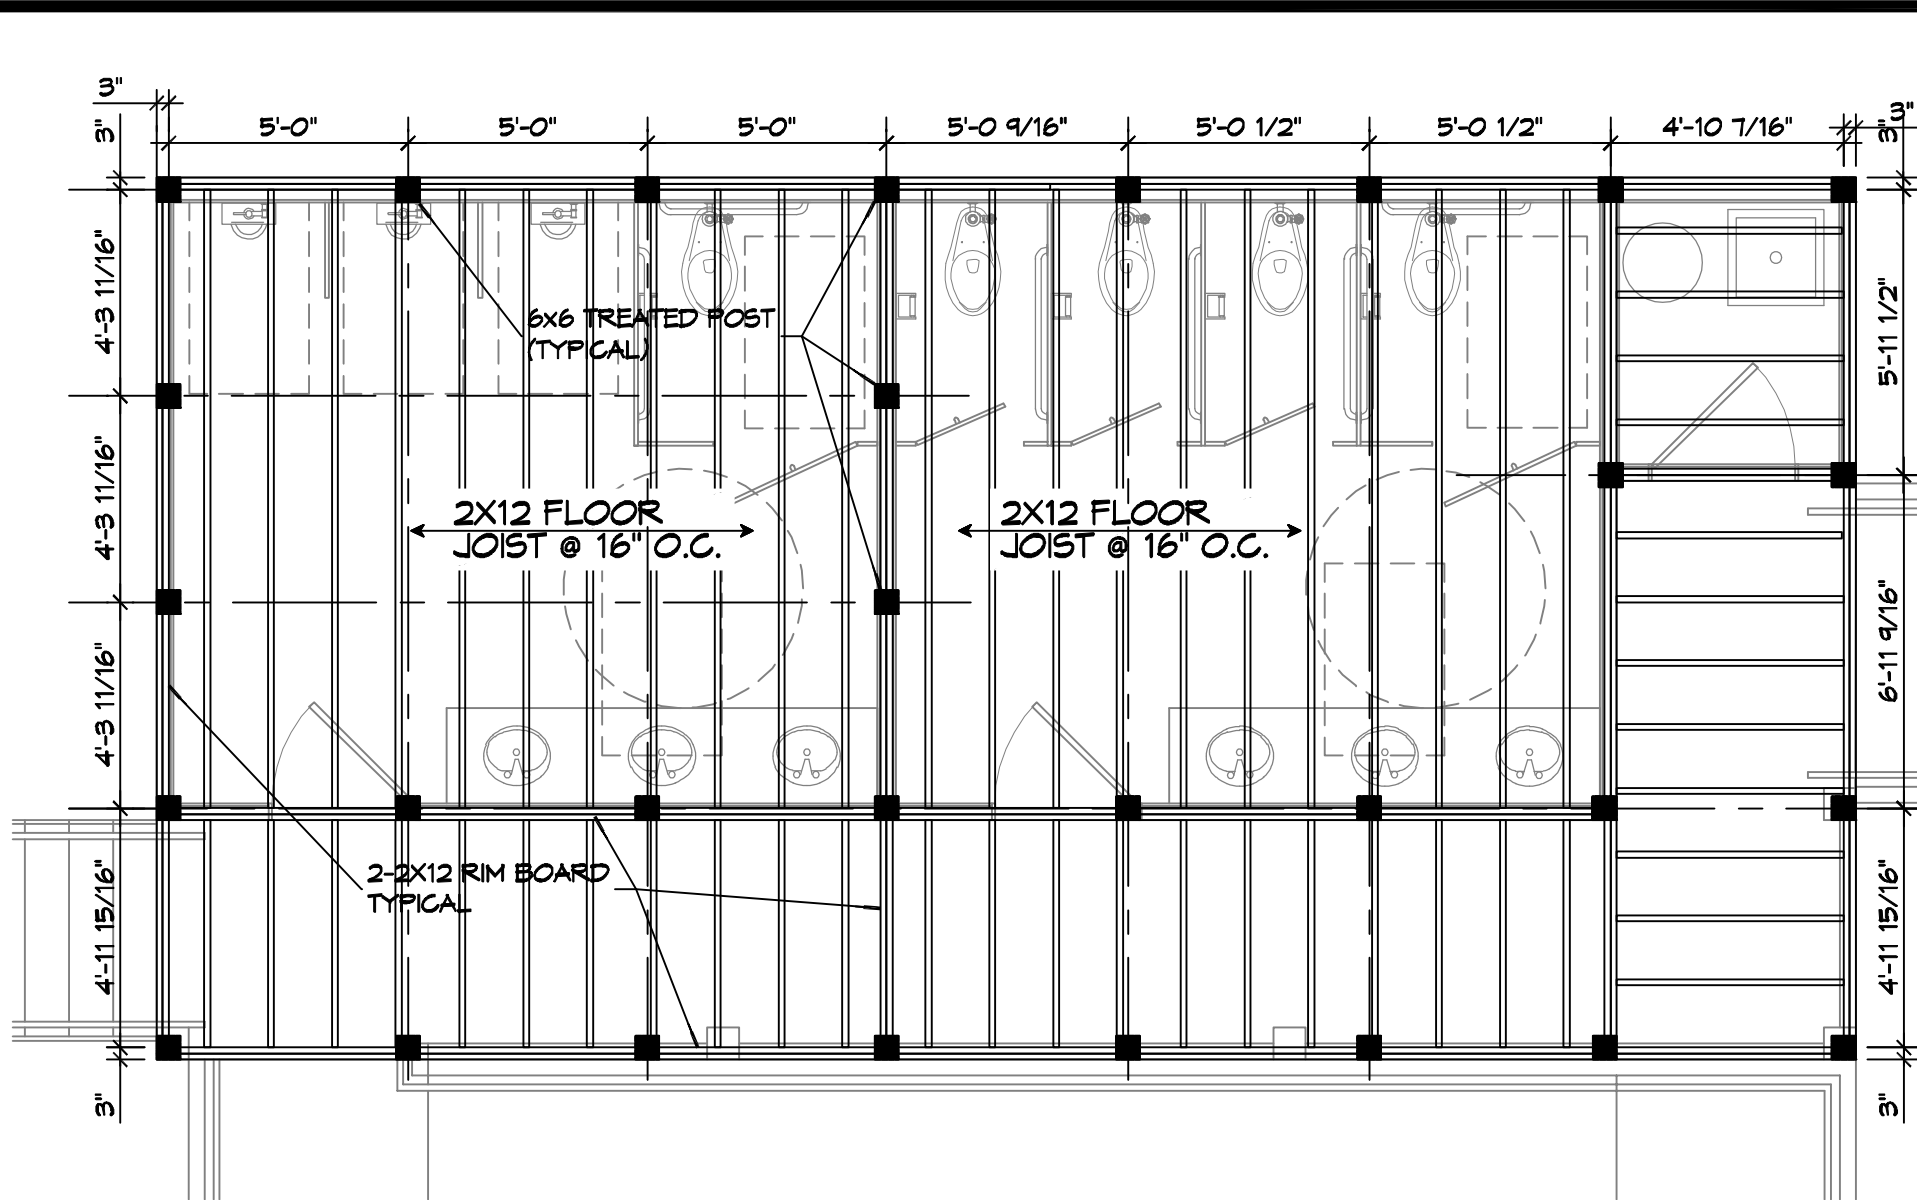 3"
3"
5'-0"
5'-0"
5'-0"
5'-0 9/16"
5'-0 1/2"
5'-0 1/2"
4'-10 7/16"
3"
3"
4'-3 11/16"
4'-3 11/16"
4'-3 11/16"
4'-11 15/16"
3"
6X6 TREATED POST
(TYPICAL)
2X12 FLOOR
JOIST @ 16" O.C.
2X12 FLOOR
JOIST @ 16" O.C.
2-2X12 RIM BOARD
TYPICAL
5'-11 1/2"
6'-11 9/16"
4'-11 15/16"
3"